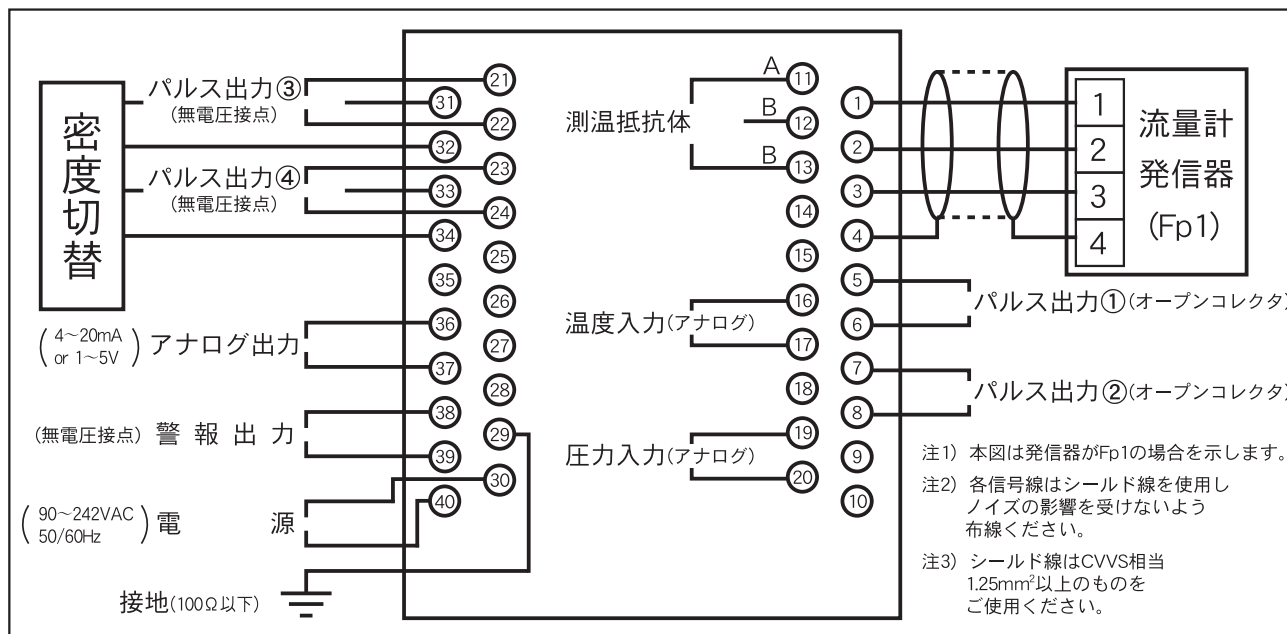 密度切替
パルス出力③
(無電圧接点)
パルス出力④
(無電圧接点)
(4~20mA or 1~5V) アナログ出力
(無電圧接点) 警報出力
(90~242VAC 50/60Hz) 電源
接地(100Ω以下)
21
31
22
32
23
33
24
34
25
35
26
36
27
37
28
38
29
39
30
40
測温抵抗体
A
B
B
温度入力(アナログ)
圧力入力(アナログ)
11
12
13
14
15
16
17
18
19
20
1
2
3
4
5
6
7
8
9
10
1
2
3
4
流量計
発信器
(Fp1)
パルス出力①(オープンコレクタ)
パルス出力②(オープンコレクタ)
注1) 本図は発信器がFp1の場合を示します。
注2) 各信号線はシールド線を使用し
ノイズの影響を受けないよう
布線ください。
注3) シールド線はCVVS相当
1.25mm²以上のものを
ご使用ください。